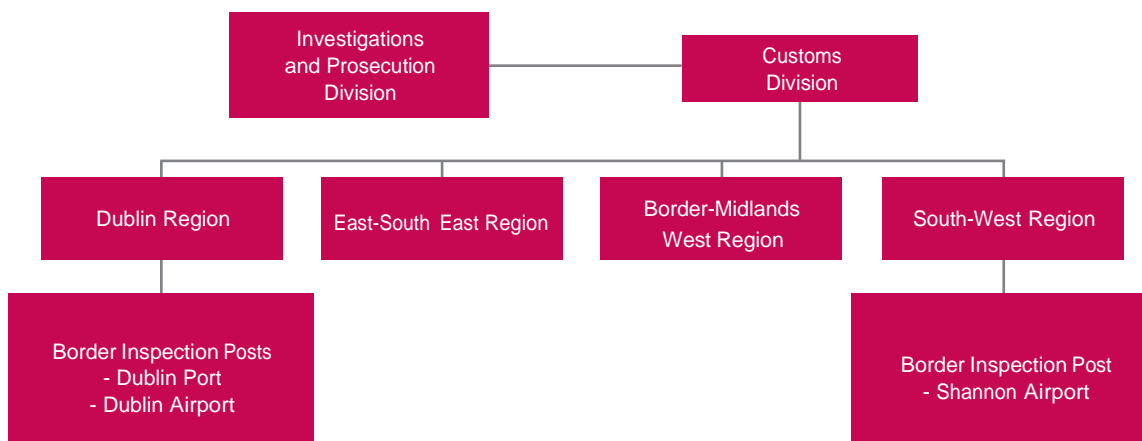 Investigations
and Prosecution
Division
Customs
Division
Dublin Region
East-South East Region
Border-Midlands
West Region
South-West Region
Border Inspection Posts
- Dublin Port
- Dublin Airport
Border Inspection Post
- Shannon Airport